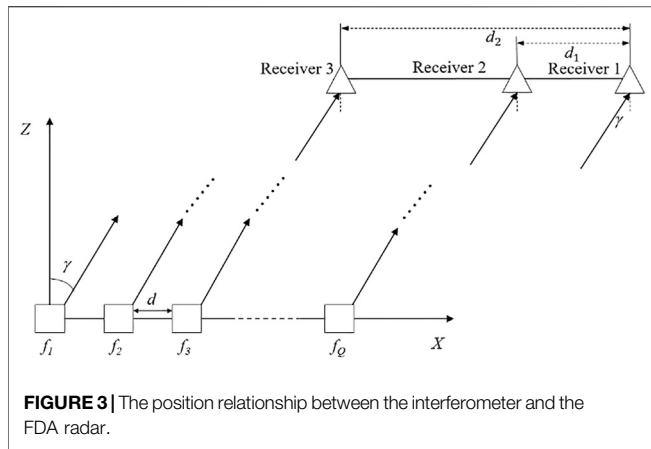 d₂
d₁
Receiver 3
Receiver 2
Receiver 1
Z
γ
γ
d
f₁
f₂
f₃
f_Q
X
FIGURE 3 | The position relationship between the interferometer and the
FDA radar.